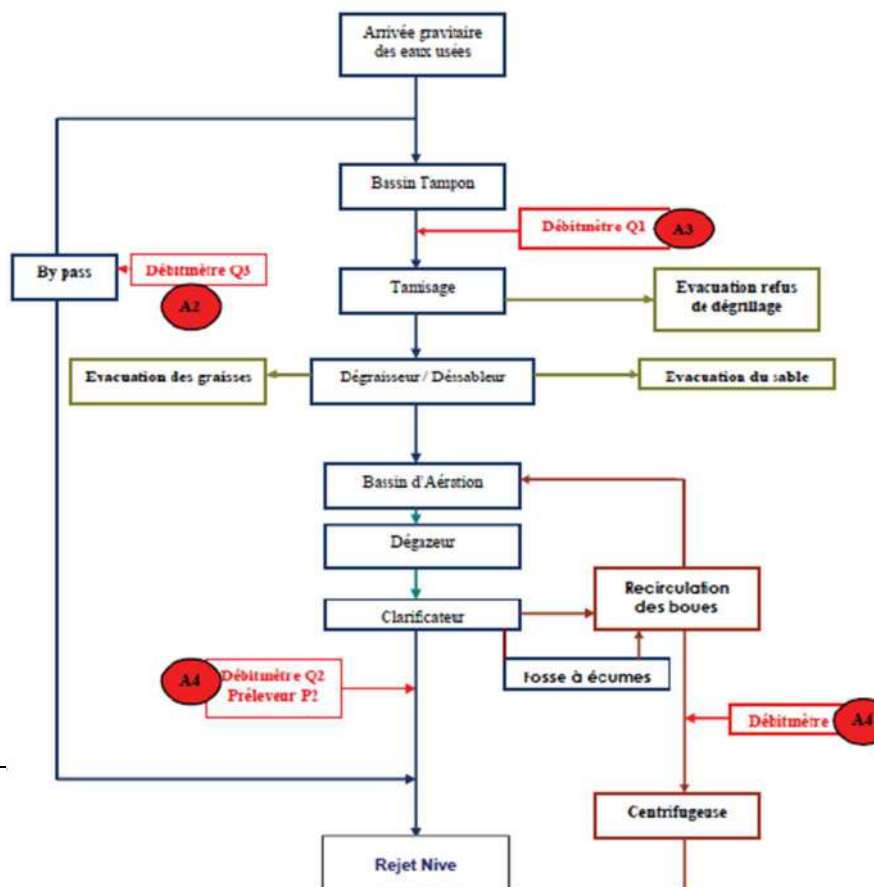 Arrivée gravitaire
des eaux usées
Bassin Tampon
Débitmètre Q1
A3
By pass
Débitmètre Q3
A2
Tamisage
Evacuation refus
de dégrillage
Evacuation des graisses
Dégraisseur / Déssableur
Evacuation du sable
Bassin d'Aération
Dégazeur
Clarificateur
Recirculation
des boues
Fosse à écumes
A4
Débitmètre Q2
Préleveur P2
Débitmètre
A4
Centrifugeuse
Rejet Nive